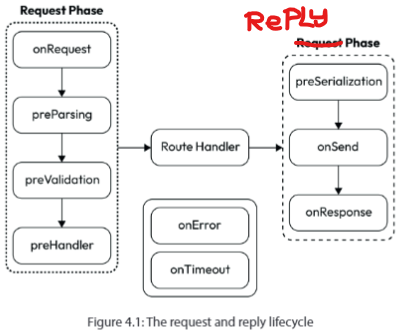 Request Phase
onRequest
preParsing
preValidation
preHandler
Route Handler
onError
onTimeout
RePLY
Request Phase
preSerialization
onSend
onResponse
Figure 4.1: The request and reply lifecycle